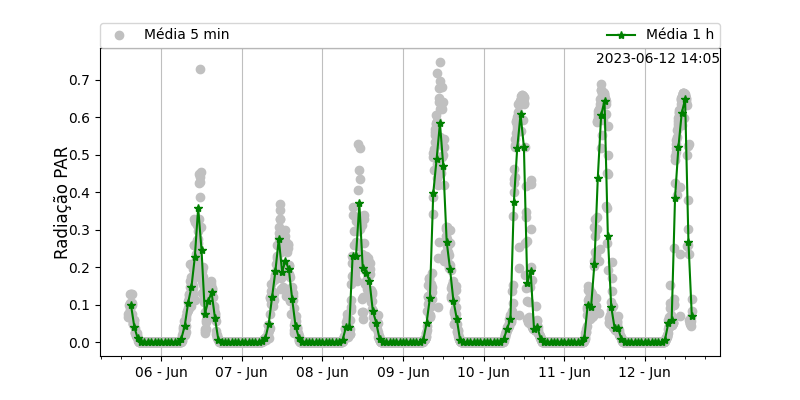 Média 5 min
Média 1 h
2023-06-12 14:05
Radiação PAR
0.7
0.6
0.5
0.4
0.3
0.2
0.1
0.0
06 - Jun
07 - Jun
08 - Jun
09 - Jun
10 - Jun
11 - Jun
12 - Jun